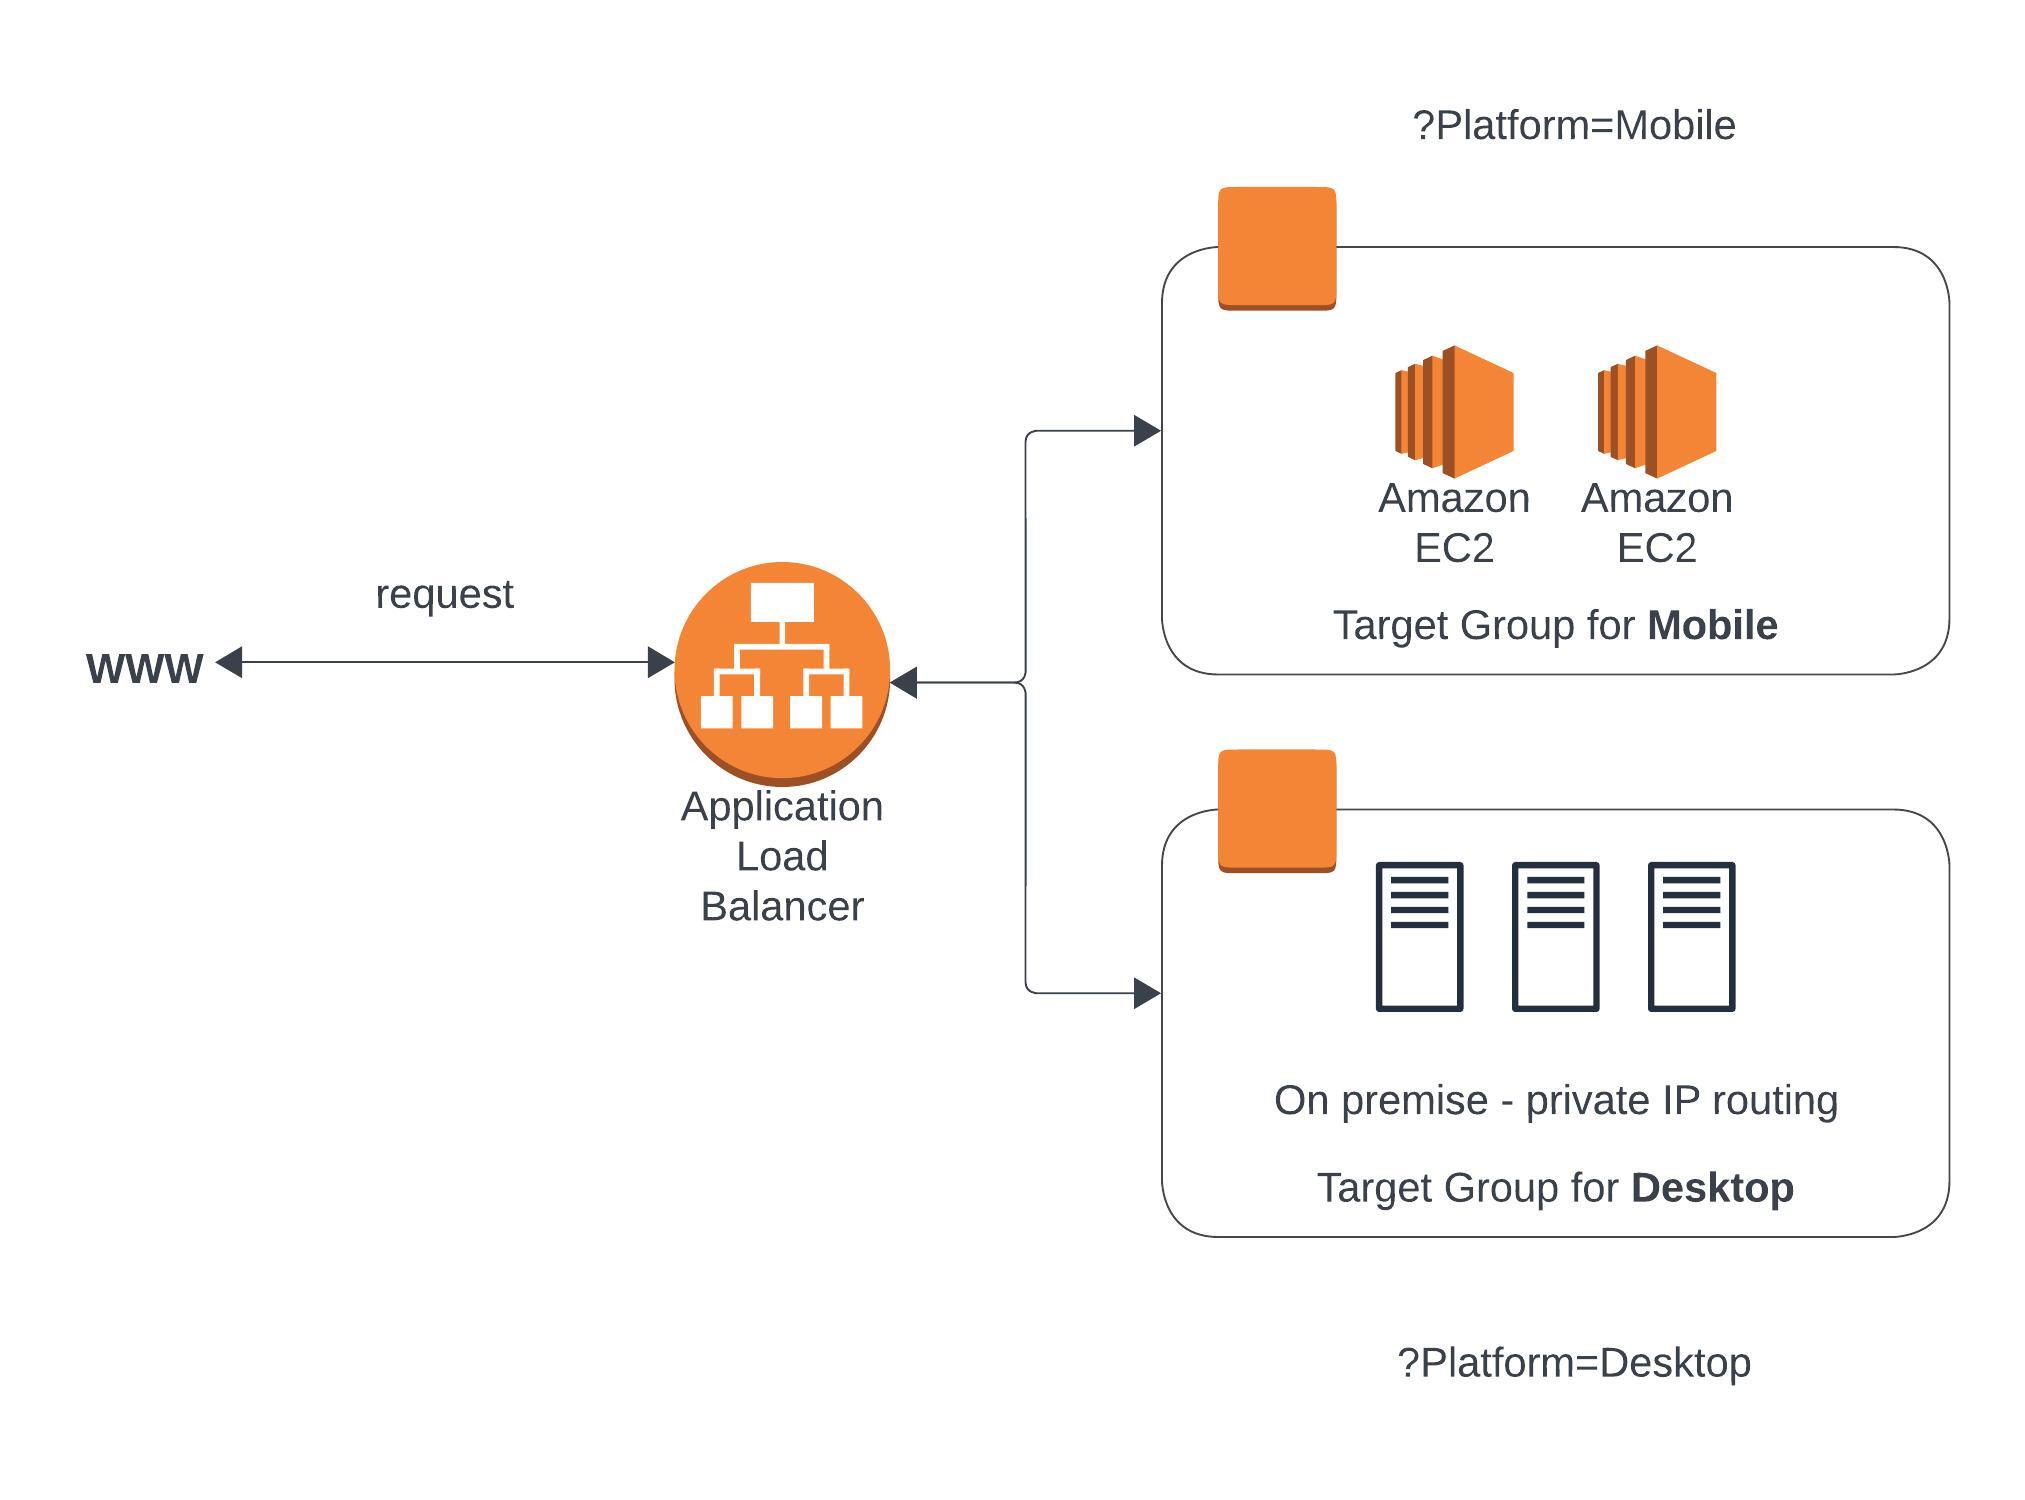 ?Platform=Mobile
Amazon
EC2
Amazon
EC2
Target Group for Mobile
request
www
Application
Load
Balancer
On premise - private IP routing
Target Group for Desktop
?Platform=Desktop